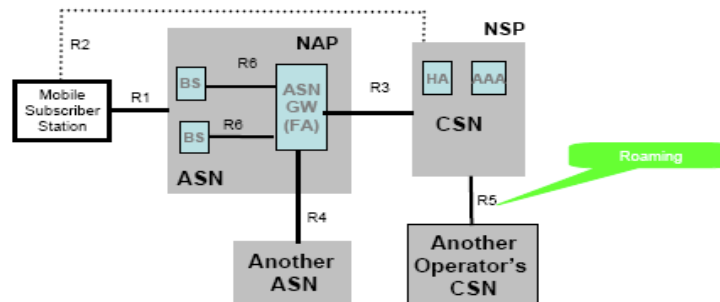 R2
NAP
NSP
R6
BS
ASN
GW
(FA)
R3
HA
AAA
Mobile
Subscriber
Station
R1
R6
BS
CSN
ASN
Roaming
R4
R5
Another
ASN
Another
Operator's
CSN